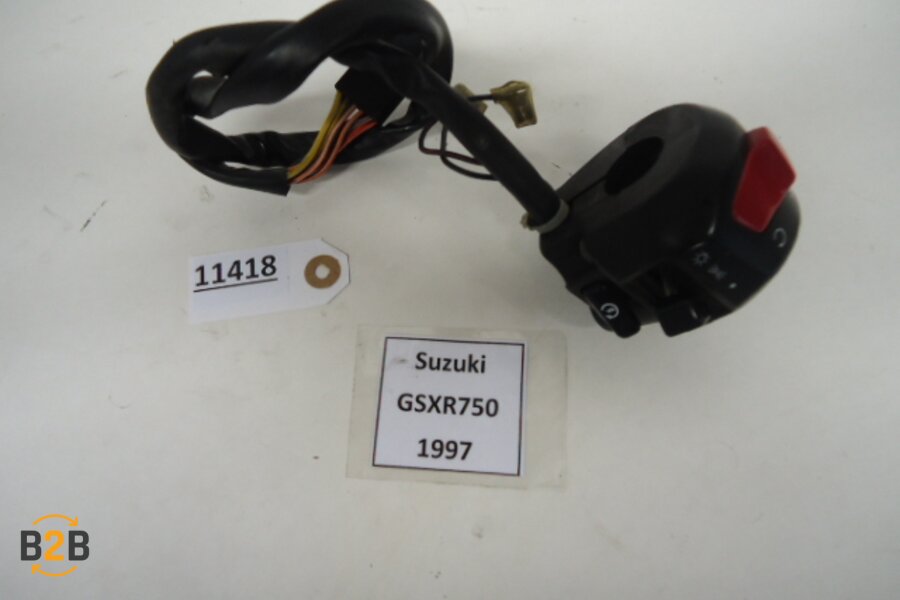 11418
Suzuki
GSXR750
1997
B2B